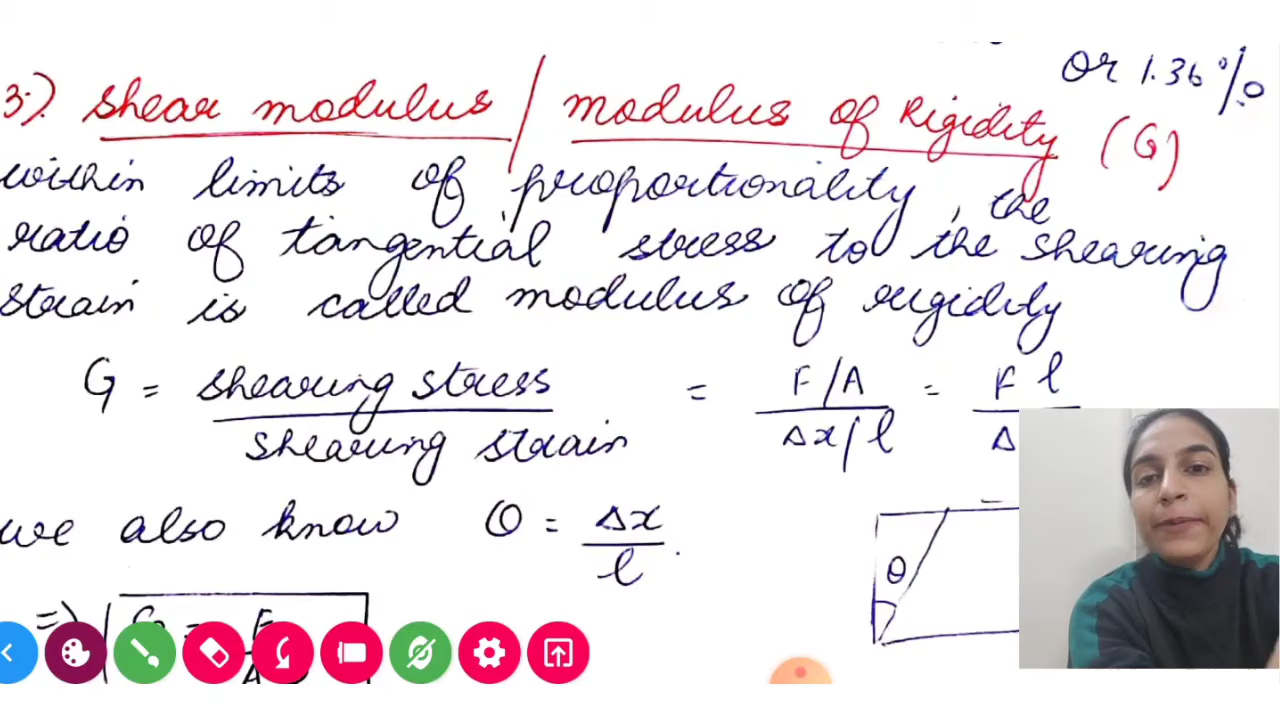 or 1.36 %
3.) Shear modulus / modulus of Rigidity (G)
within limits of proportionality, the
ratio of tangential stress to the shearing
strain is called modulus of rigidity
G = shearing stress / shearing strain = F/A / Δx/l = F l / Δ
we also know θ = Δx / l .
θ
=> G = F / A